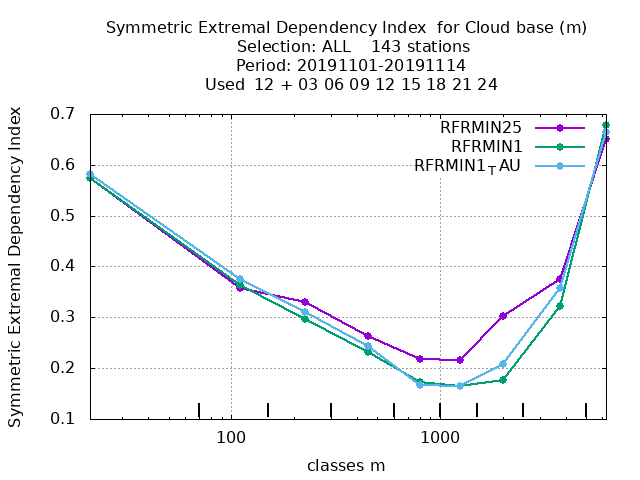 Symmetric Extremal Dependency Index  for Cloud base (m)
Selection: ALL    143 stations
Period: 20191101-20191114
Used  12 + 03 06 09 12 15 18 21 24
RFRMIN25
RFRMIN1
RFRMIN1TAU
Symmetric Extremal Dependency Index
0.7
0.6
0.5
0.4
0.3
0.2
0.1
100
1000
classes m